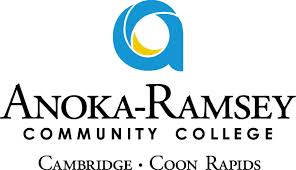 ANOKA-RAMSEY
COMMUNITY COLLEGE
CAMBRIDGE • COON RAPIDS